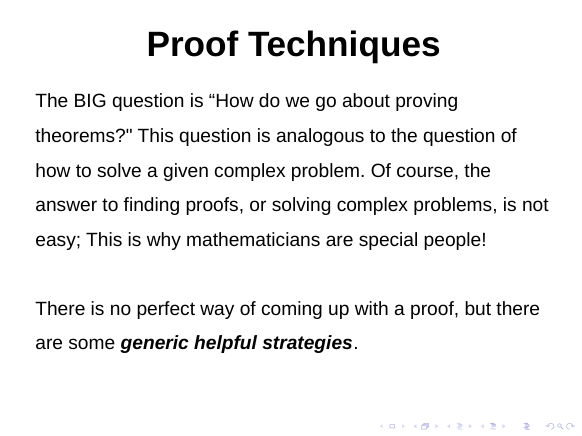 Proof Techniques
The BIG question is “How do we go about proving
theorems?" This question is analogous to the question of
how to solve a given complex problem. Of course, the
answer to finding proofs, or solving complex problems, is not
easy; This is why mathematicians are special people!
There is no perfect way of coming up with a proof, but there
are some generic helpful strategies.